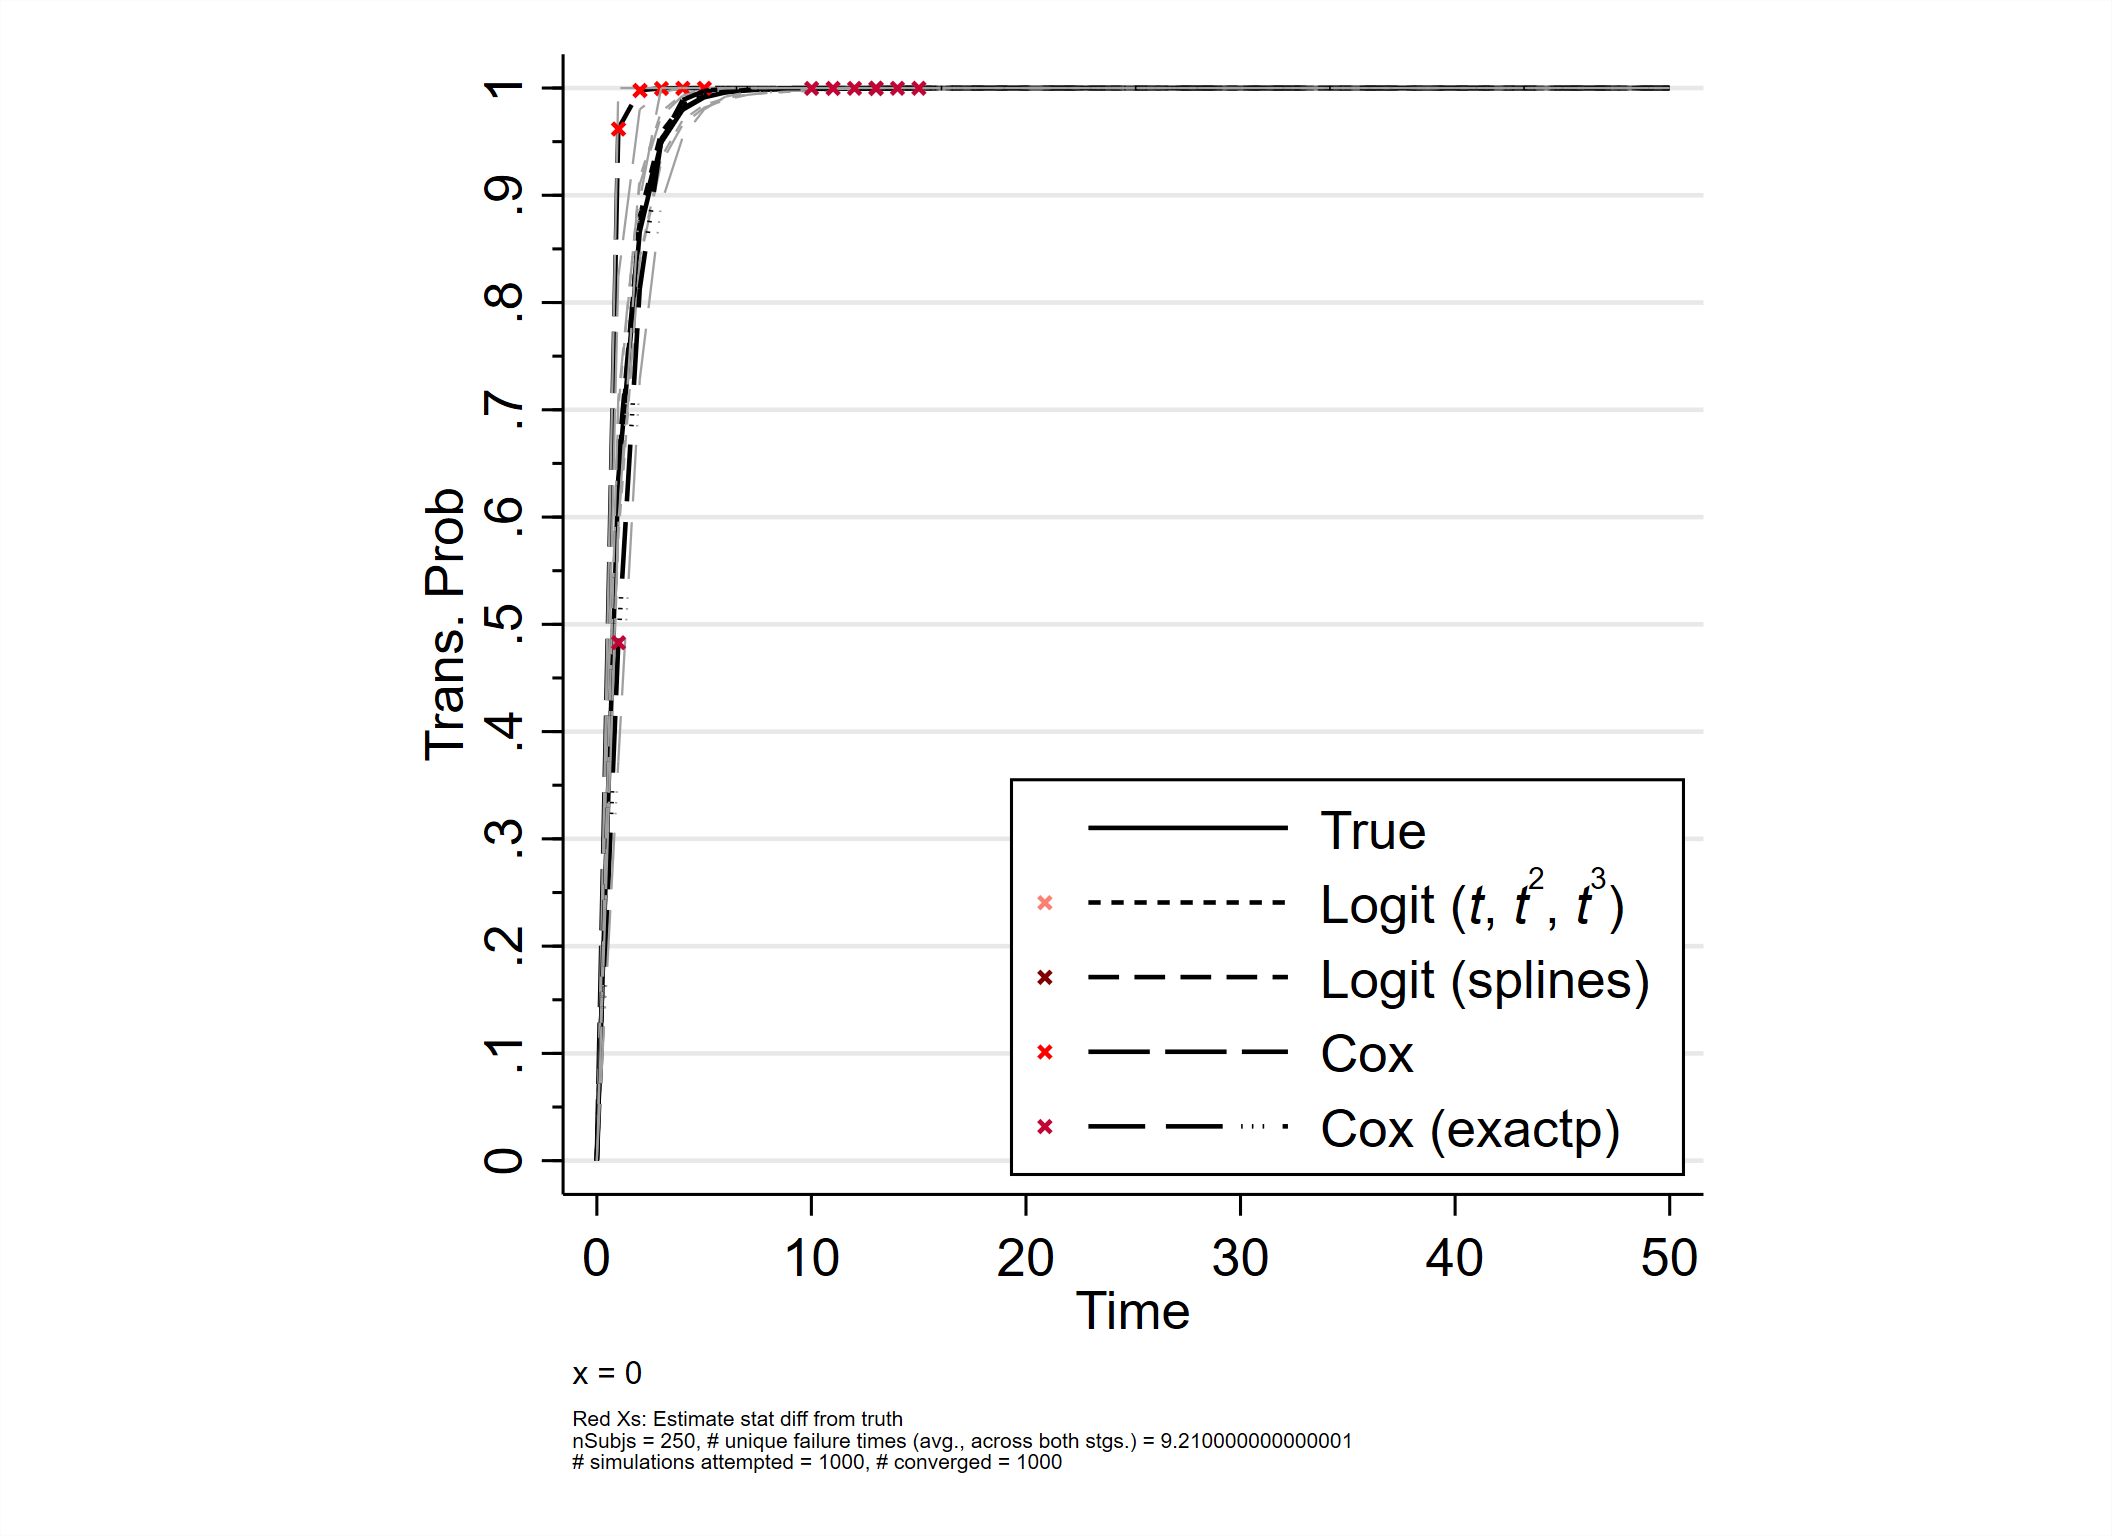 Trans. Prob
1
.9
.8
.7
.6
.5
.4
.3
.2
.1
0
True
Logit (t, t², t³)
Logit (splines)
Cox
Cox (exactp)
0 10 20 30 40 50
Time
x = 0
Red Xs: Estimate stat diff from truth
nSubjs = 250, # unique failure times (avg., across both stgs.) = 9.210000000000001
# simulations attempted = 1000, # converged = 1000